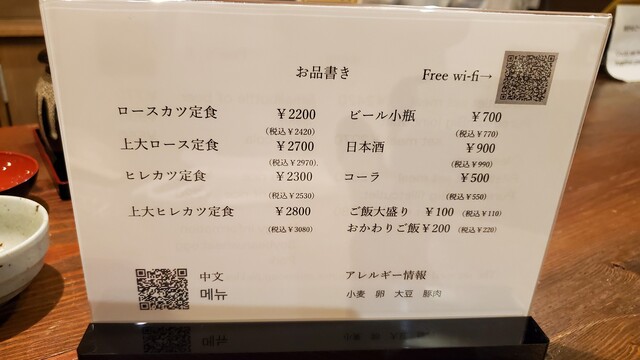 お品書き
Free wi-fi→
ロースカツ定食 ￥2200
(税込￥2420)
上大ロース定食 ￥2700
(税込￥2970)
ヒレカツ定食 ￥2300
(税込￥2530)
上大ヒレカツ定食 ￥2800
(税込￥3080)
ビール小瓶 ￥700
(税込￥770)
日本酒 ￥900
(税込￥990)
コーラ ￥500
(税込￥550)
ご飯大盛り ￥100 (税込￥110)
おかわりご飯￥200 (税込￥220)
中文
메뉴
アレルギー情報
小麦 卵 大豆 豚肉